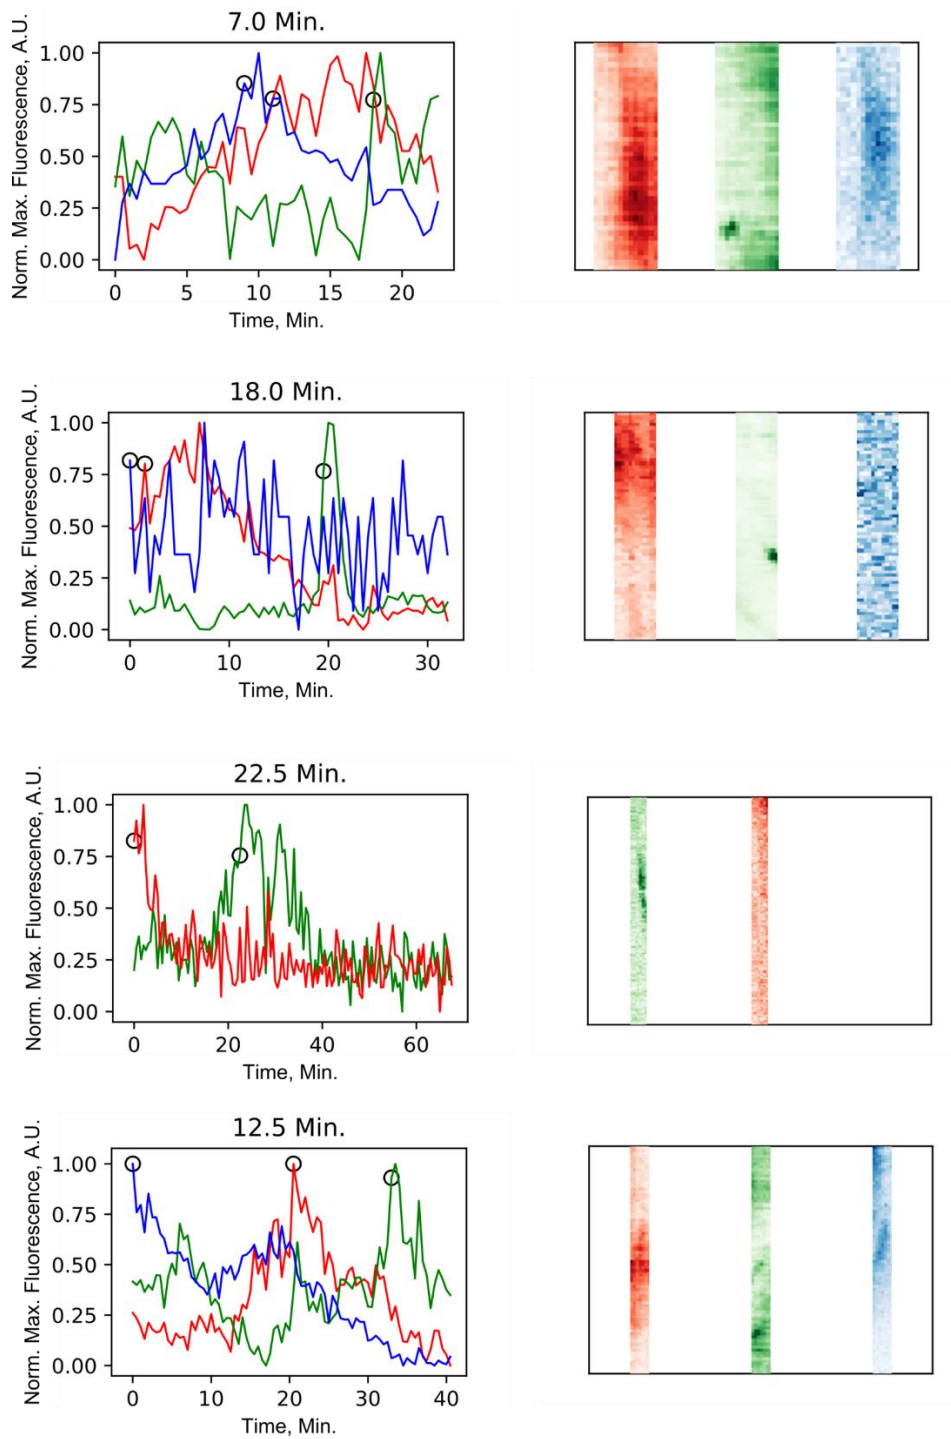 7.0 Min.
Norm. Max. Fluorescence, A.U.
1.00
0.75
0.50
0.25
0.00
0 5 10 15 20
Time, Min.
18.0 Min.
Norm. Max. Fluorescence, A.U.
1.00
0.75
0.50
0.25
0.00
0 10 20 30
Time, Min.
22.5 Min.
Norm. Max. Fluorescence, A.U.
1.00
0.75
0.50
0.25
0.00
0 20 40 60
Time, Min.
12.5 Min.
Norm. Max. Fluorescence, A.U.
1.00
0.75
0.50
0.25
0.00
0 10 20 30 40
Time, Min.